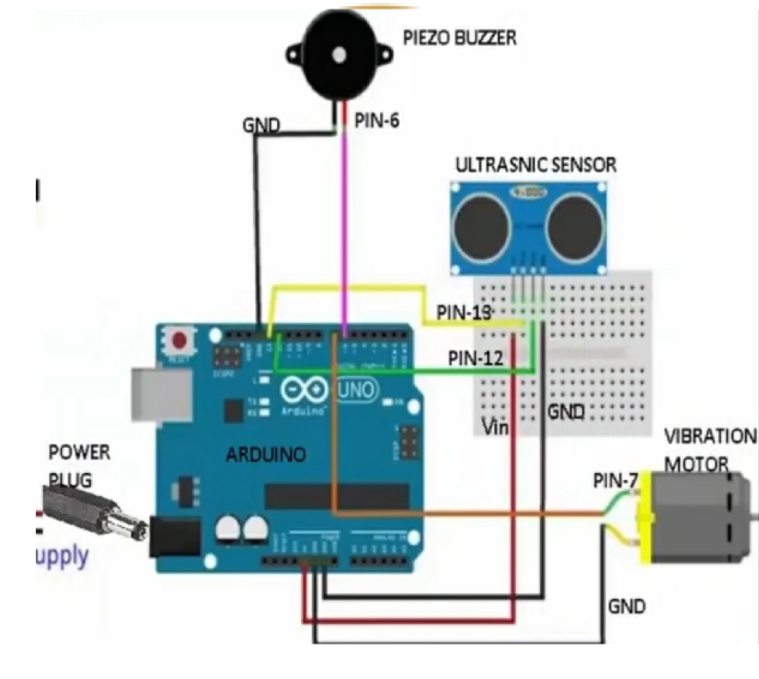 PIEZO BUZZER
GND
PIN-6
ULTRASNIC SENSOR
PIN-13
PIN-12
UNO
Arduino
GND
Vin
ARDUINO
POWER
PLUG
upply
VIBRATION
MOTOR
PIN-7
GND